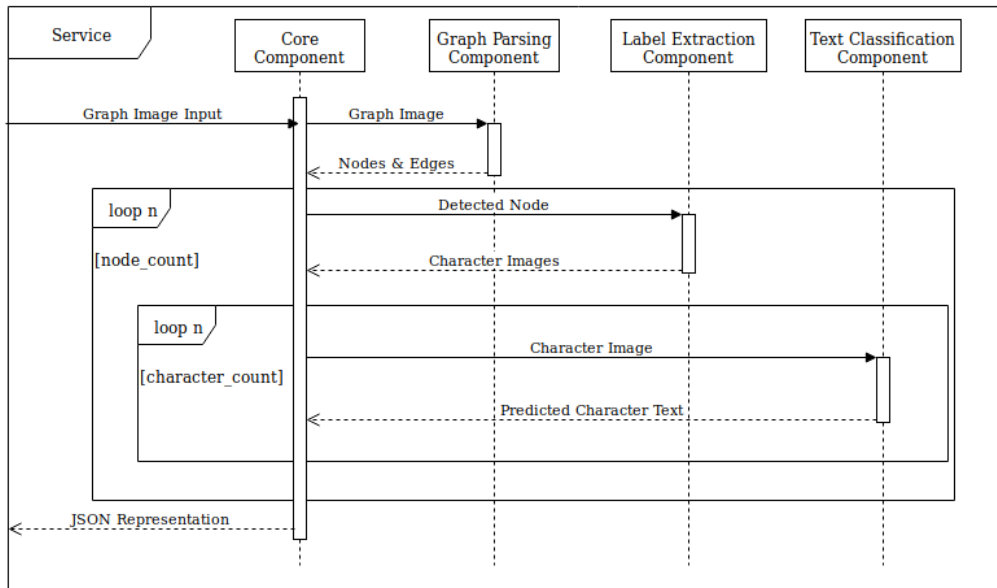 Service
Core
Component
Graph Parsing
Component
Label Extraction
Component
Text Classification
Component
Graph Image Input
Graph Image
Nodes & Edges
loop n
Detected Node
[node_count]
Character Images
loop n
Character Image
[character_count]
Predicted Character Text
JSON Representation